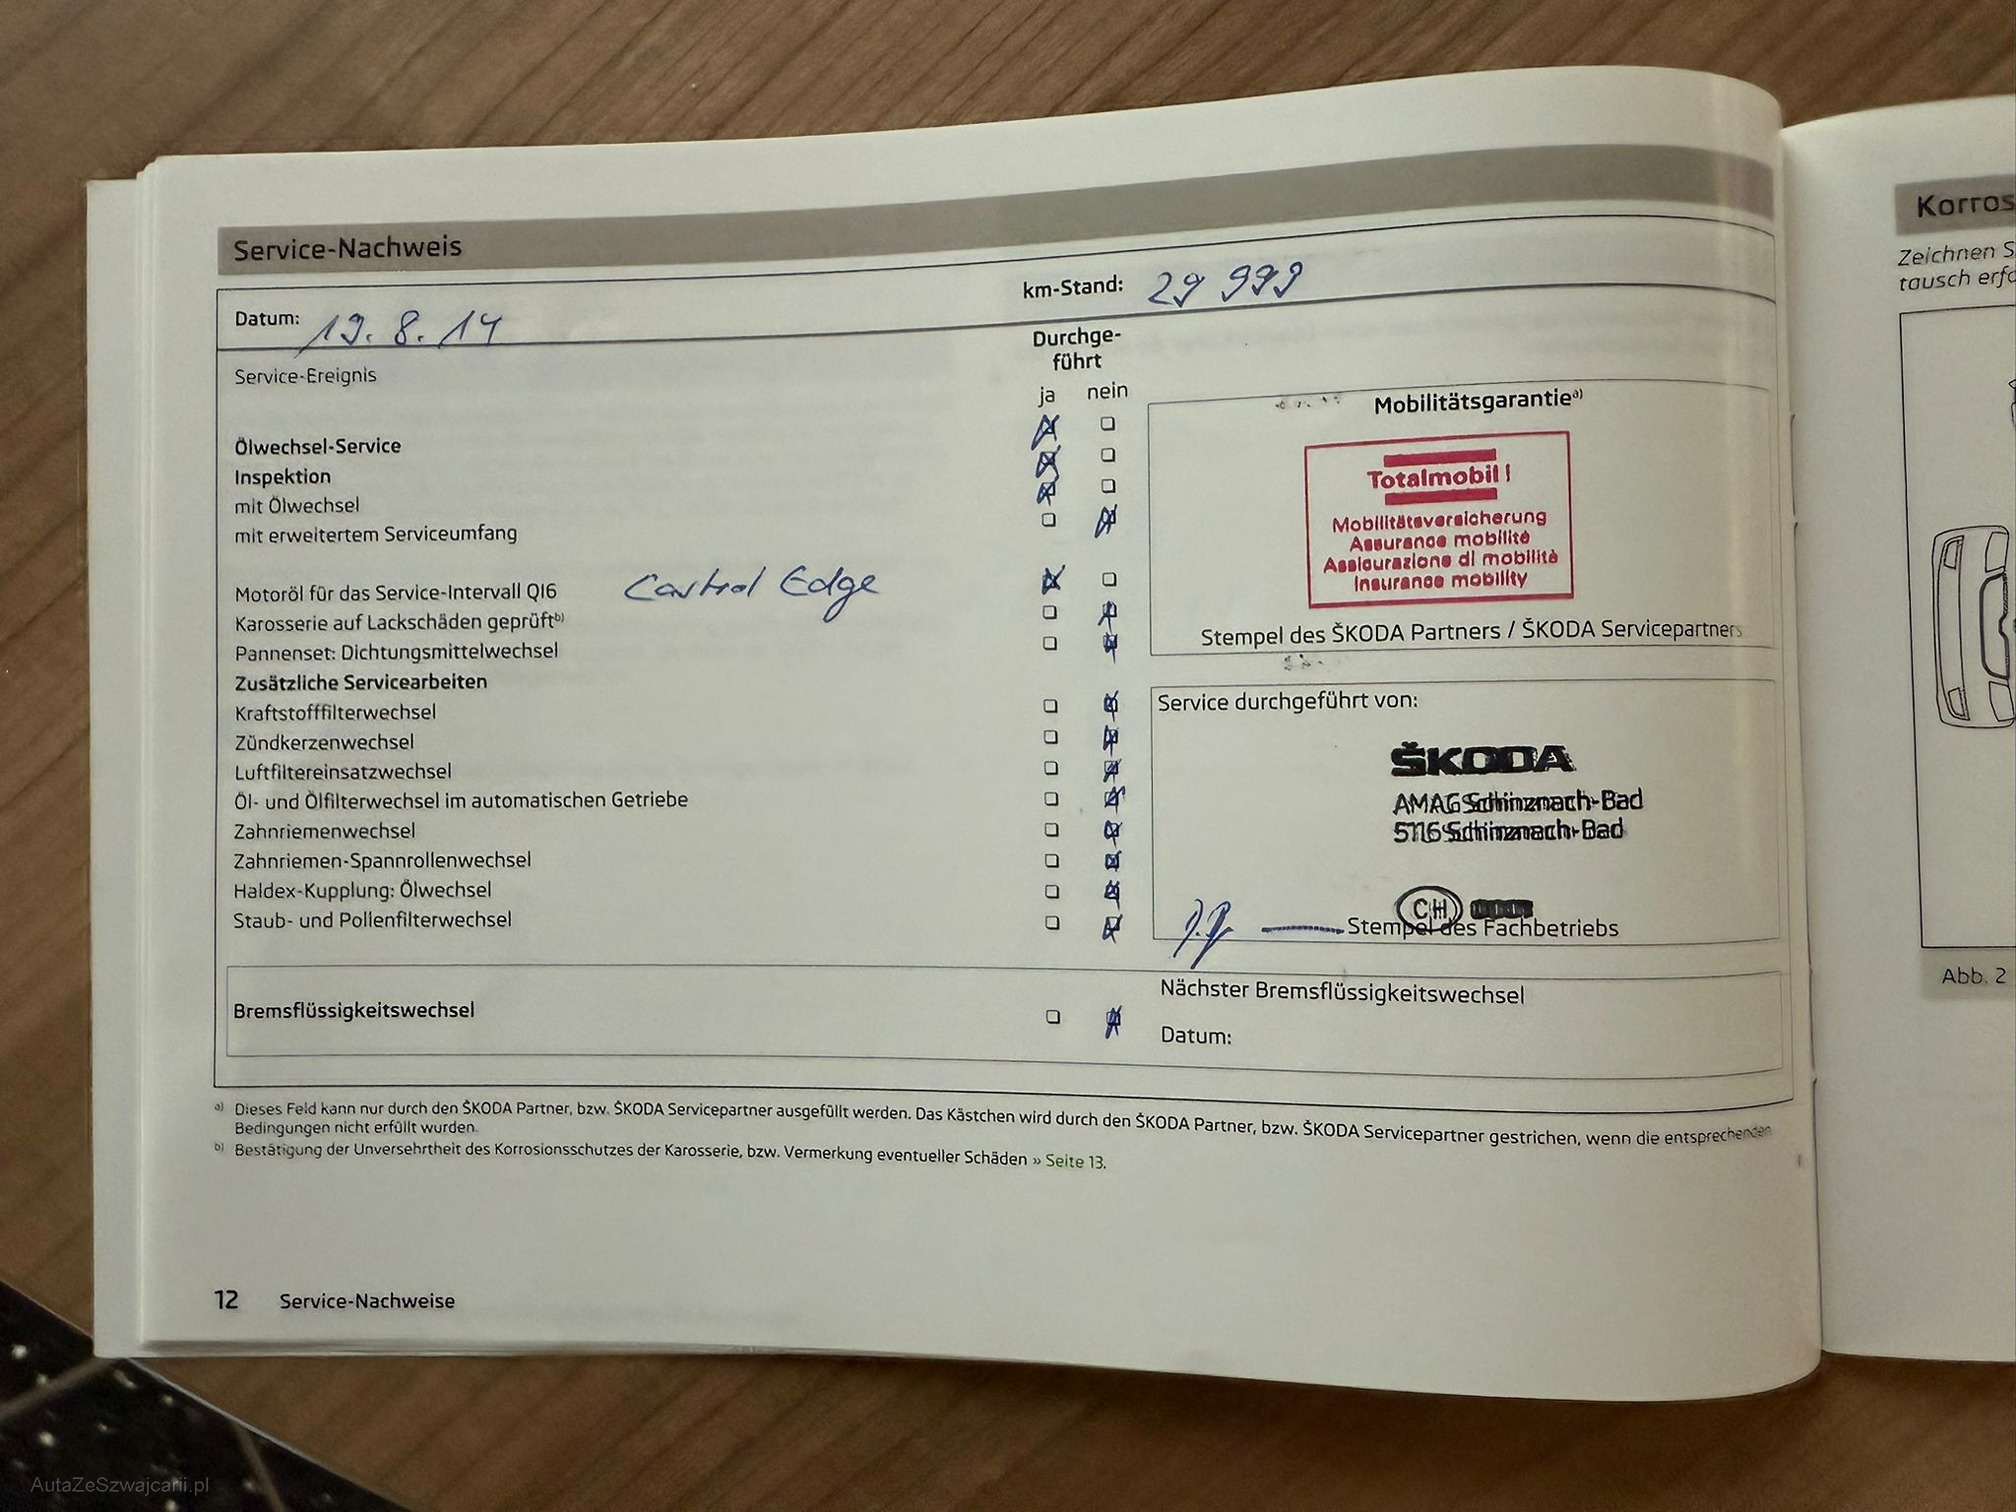 Service-Nachweis
Datum: 19. 8. 14
km-Stand: 29 999
Service-Ereignis
Durchge-
führt
ja nein
Ölwechsel-Service
Inspektion
mit Ölwechsel
mit erweitertem Serviceumfang
Motoröl für das Service-Intervall QI6 Castrol Edge
Karosserie auf Lackschäden geprüft b)
Pannenset: Dichtungsmittelwechsel
Zusätzliche Servicearbeiten
Kraftstofffilterwechsel
Zündkerzenwechsel
Luftfiltereinsatzwechsel
Öl- und Ölfilterwechsel im automatischen Getriebe
Zahnriemenwechsel
Zahnriemen-Spannrollenwechsel
Haldex-Kupplung: Ölwechsel
Staub- und Pollenfilterwechsel
Bremsflüssigkeitswechsel
Mobilitätsgarantie a)
Totalmobil!
Mobilitätsversicherung
Assurance mobilité
Assicurazione di mobilità
Insurance mobility
Stempel des ŠKODA Partners / ŠKODA Servicepartners
Service durchgeführt von:
ŠKODA
AMAG Schinznach-Bad
5116 Schinznach-Bad
CH
Stempel des Fachbetriebs
Nächster Bremsflüssigkeitswechsel
Datum:
a) Dieses Feld kann nur durch den ŠKODA Partner, bzw. ŠKODA Servicepartner ausgefüllt werden. Das Kästchen wird durch den ŠKODA Partner, bzw. ŠKODA Servicepartner gestrichen, wenn die entsprechenden
Bedingungen nicht erfüllt wurden.
b) Bestätigung der Unversehrtheit des Korrosionsschutzes der Karosserie, bzw. Vermerkung eventueller Schäden » Seite 13.
12 Service-Nachweise
Korros
Zeichnen S
tausch erfo
Abb. 2
AutaZeSzwajcarii.pl